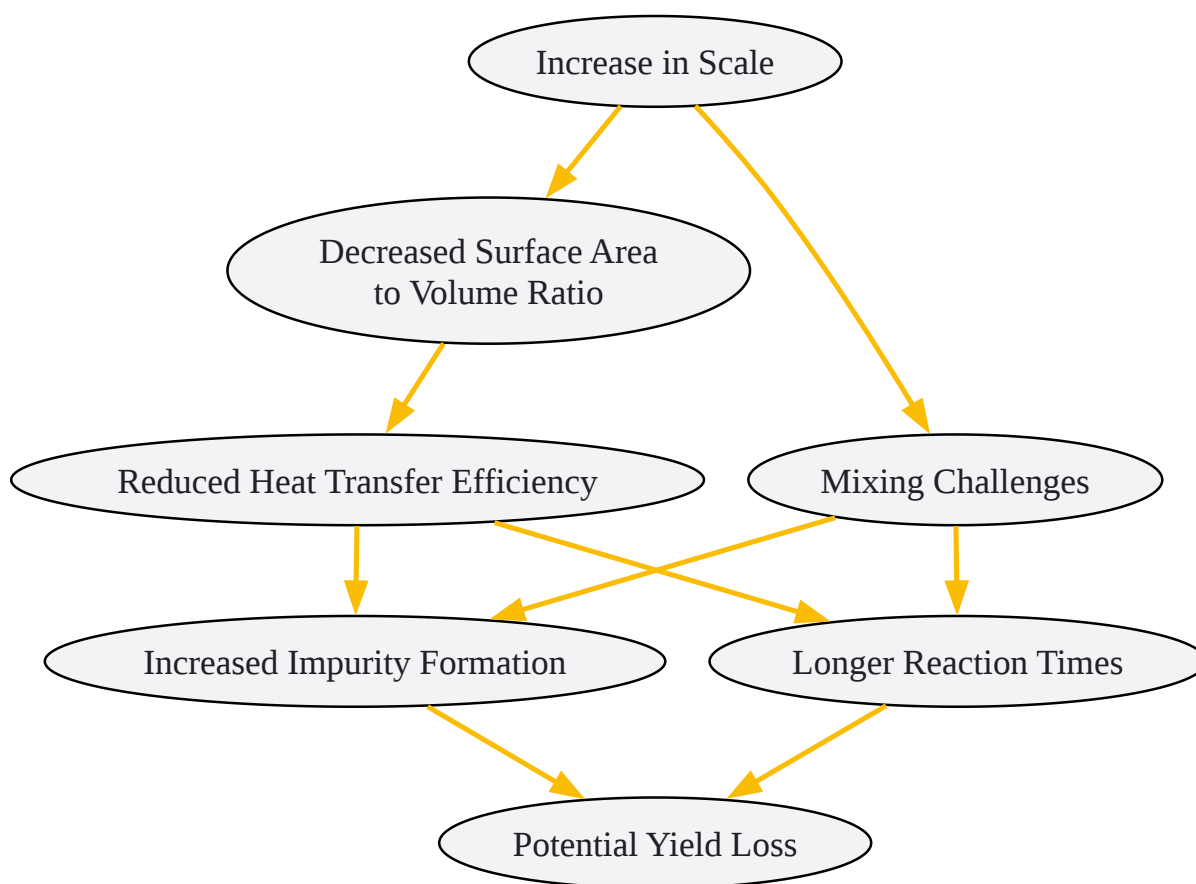 Increase in Scale
Decreased Surface Area
to Volume Ratio
Reduced Heat Transfer Efficiency
Mixing Challenges
Increased Impurity Formation
Longer Reaction Times
Potential Yield Loss